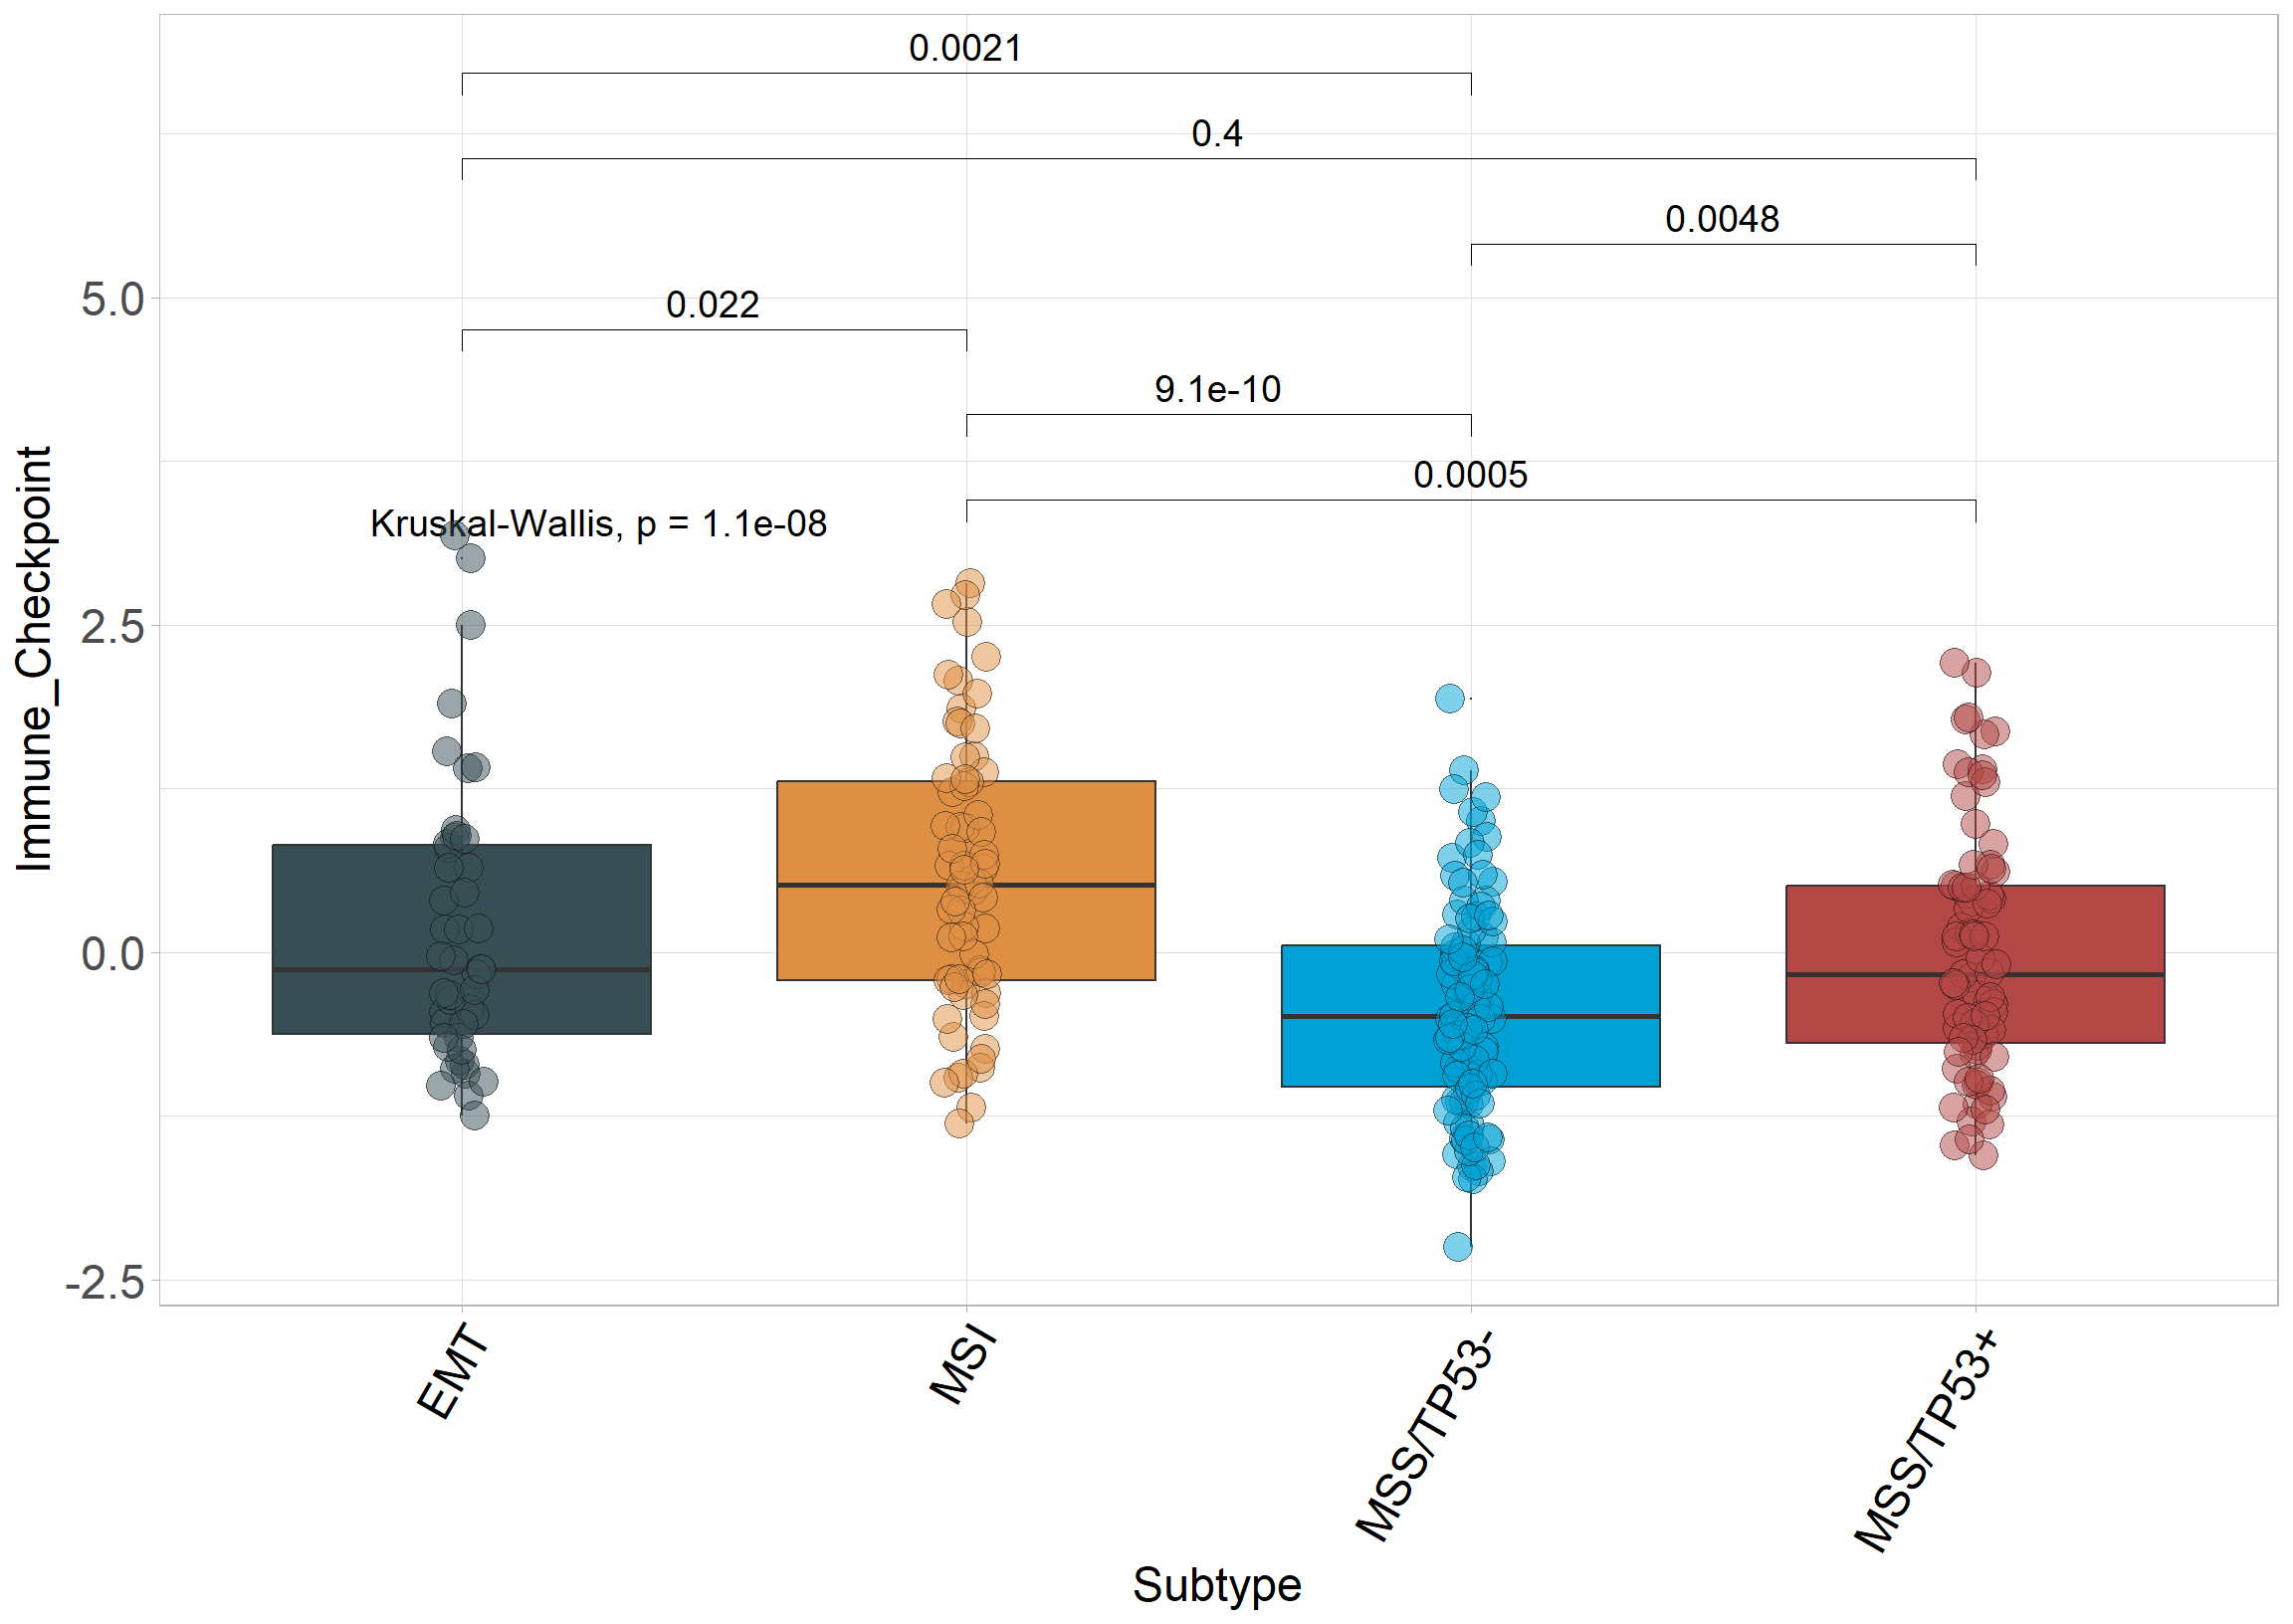 0.0021
0.4
0.0048
5.0
0.022
9.1e-10
0.0005
Kruskal-Wallis, p = 1.1e-08
Immune_Checkpoint
2.5
0.0
-2.5
EMT
MSI
MSS/TP53-
MSS/TP53+
Subtype